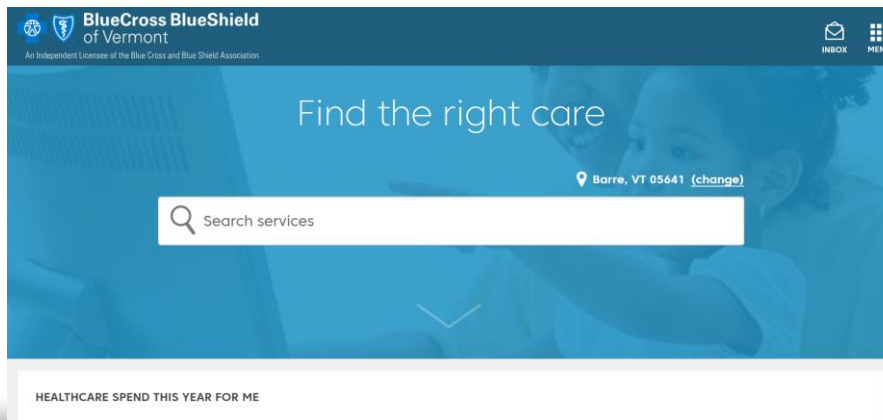 BlueCross BlueShield
of Vermont
An Independent Licensee of the Blue Cross and Blue Shield Association
INBOX
Find the right care
Barre, VT 05641 (change)
Search services
HEALTHCARE SPEND THIS YEAR FOR ME